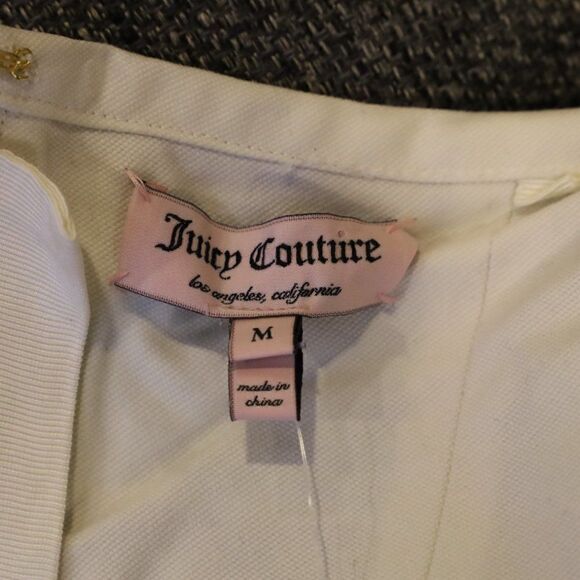 Juicy Couture
los angeles, california
M
made in
china